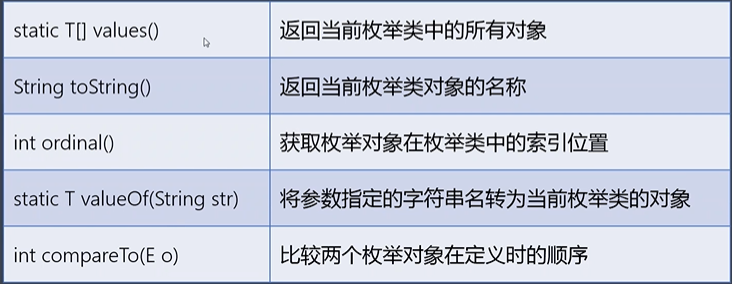 static T[] values() 返回当前枚举类中的所有对象
String toString() 返回当前枚举类对象的名称
int ordinal() 获取枚举对象在枚举类中的索引位置
static T valueOf(String str) 将参数指定的字符串名转为当前枚举类的对象
int compareTo(E o) 比较两个枚举对象在定义时的顺序